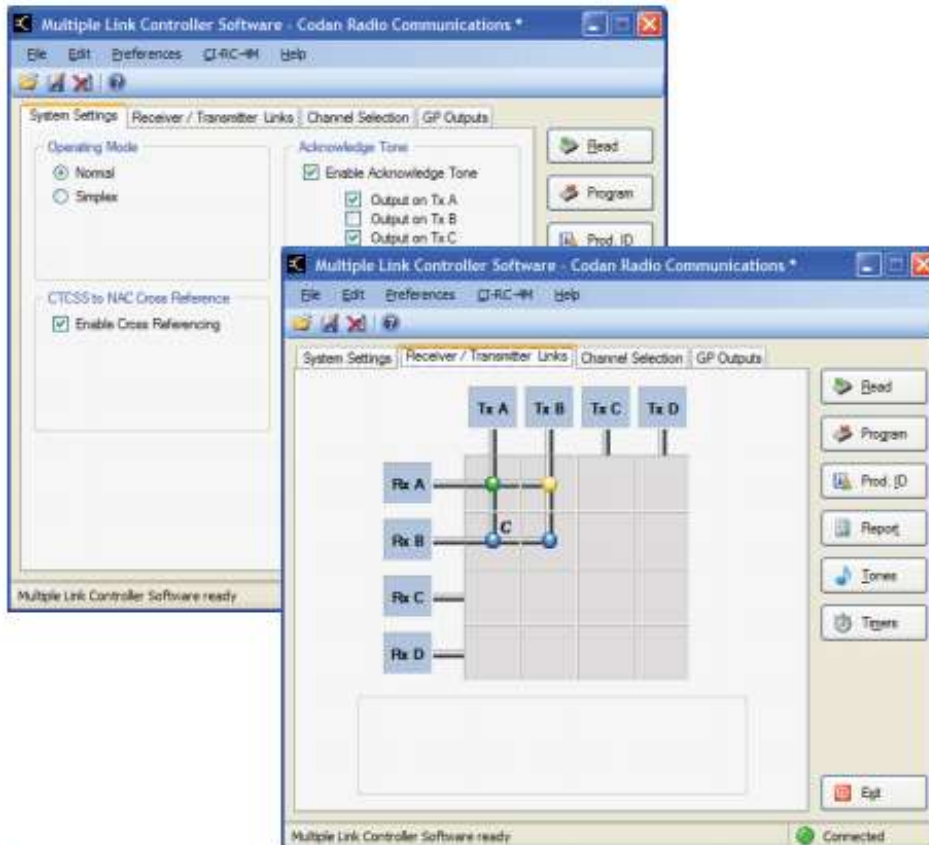 Multiple Link Controller Software - Codan Radio Communications *
File Edit Preferences CI-RC-4M Help
System Settings Receiver / Transmitter Links Channel Selection GP Outputs
Operating Mode
Normal
Simplex
Acknowledge Tone
Enable Acknowledge Tone
Output on Tx A
Output on Tx B
Output on Tx C
CTCSS to NAC Cross Reference
Enable Cross Referencing
Read
Program
Prod. ID
Multiple Link Controller Software ready
Multiple Link Controller Software - Codan Radio Communications *
File Edit Preferences CI-RC-4M Help
System Settings Receiver / Transmitter Links Channel Selection GP Outputs
Tx A Tx B Tx C Tx D
Rx A
C
Rx B
Rx C
Rx D
Read
Program
Prod. ID
Report
Tones
Timers
Exit
Multiple Link Controller Software ready
Connected